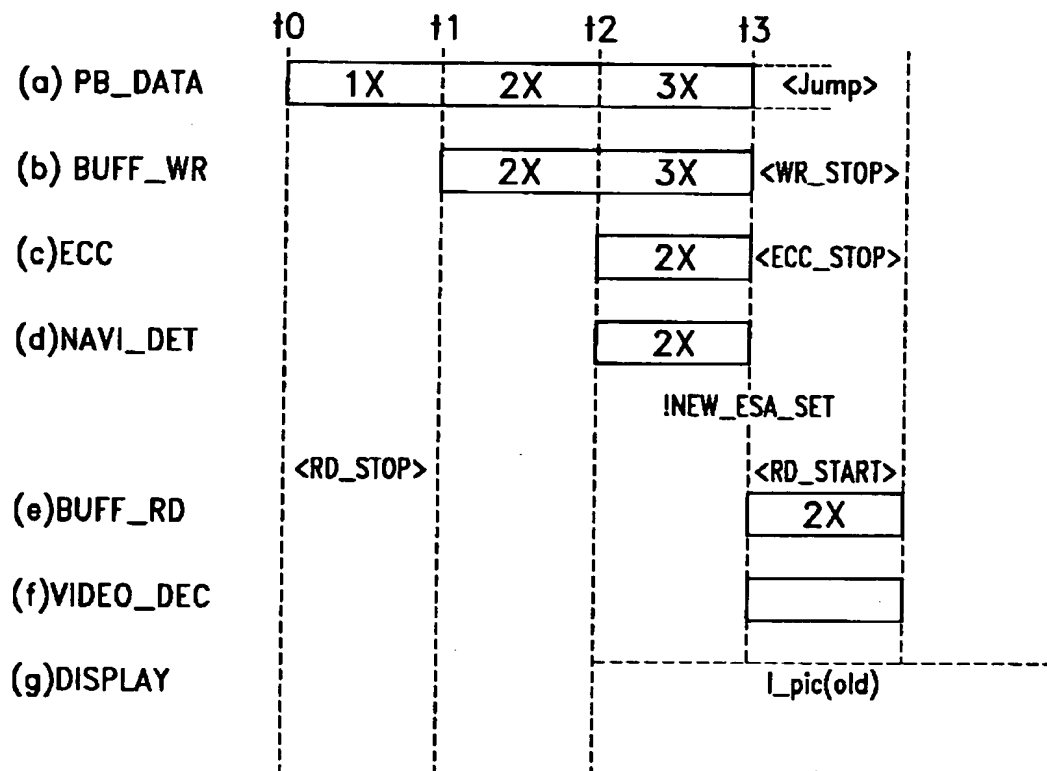 t0 t1 t2 t3
(a) PB_DATA 1X 2X 3X <Jump>
(b) BUFF_WR 2X 3X <WR_STOP>
(c)ECC 2X <ECC_STOP>
(d)NAVI_DET 2X
!NEW_ESA_SET
<RD_STOP> <RD_START>
(e)BUFF_RD 2X
(f)VIDEO_DEC
(g)DISPLAY I_pic(old)